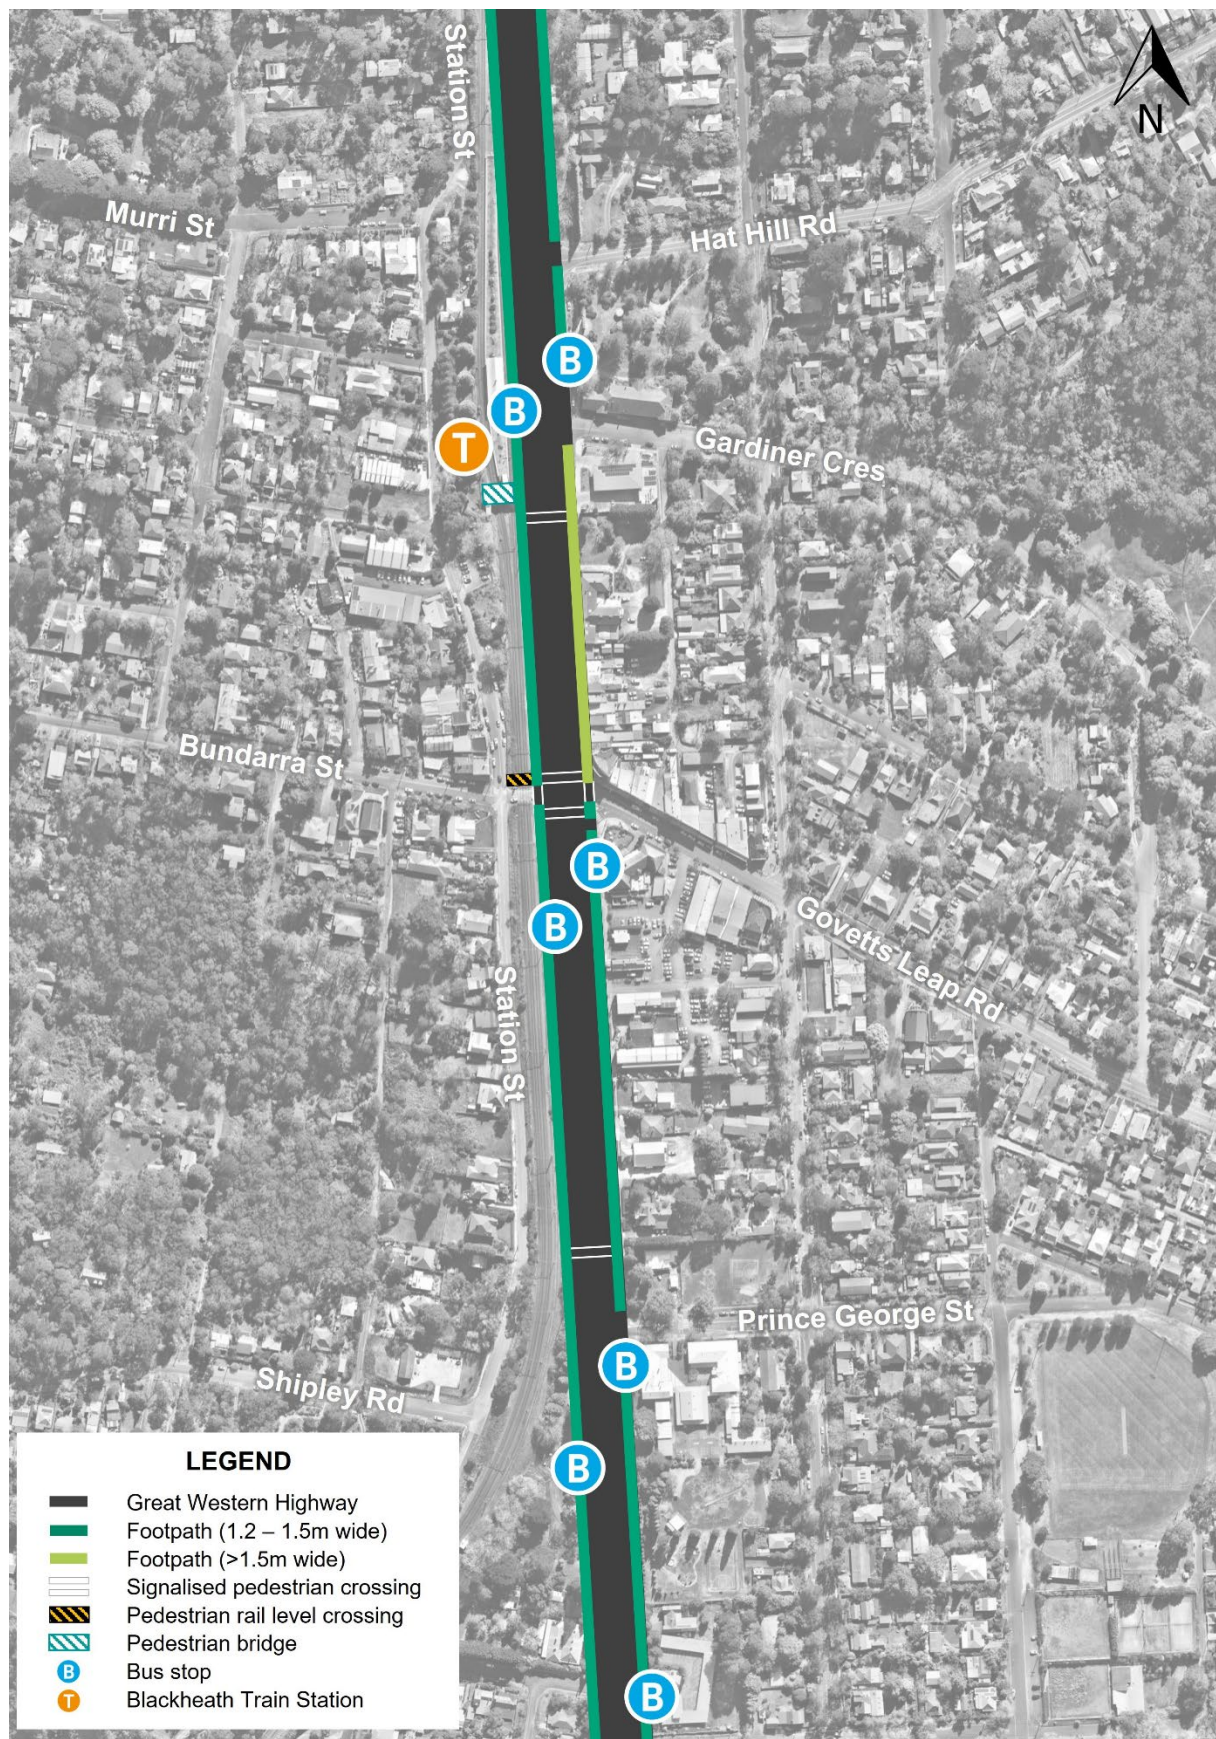 Station St
N
Murri St
Hat Hill Rd
B
B
T
Gardiner Cres
Bundarra St
B
B
Govetts Leap Rd
Station St
Prince George St
B
Shipley Rd
B
LEGEND
Great Western Highway
Footpath (1.2 – 1.5m wide)
Footpath (>1.5m wide)
Signalised pedestrian crossing
Pedestrian rail level crossing
Pedestrian bridge
B Bus stop
T Blackheath Train Station
B